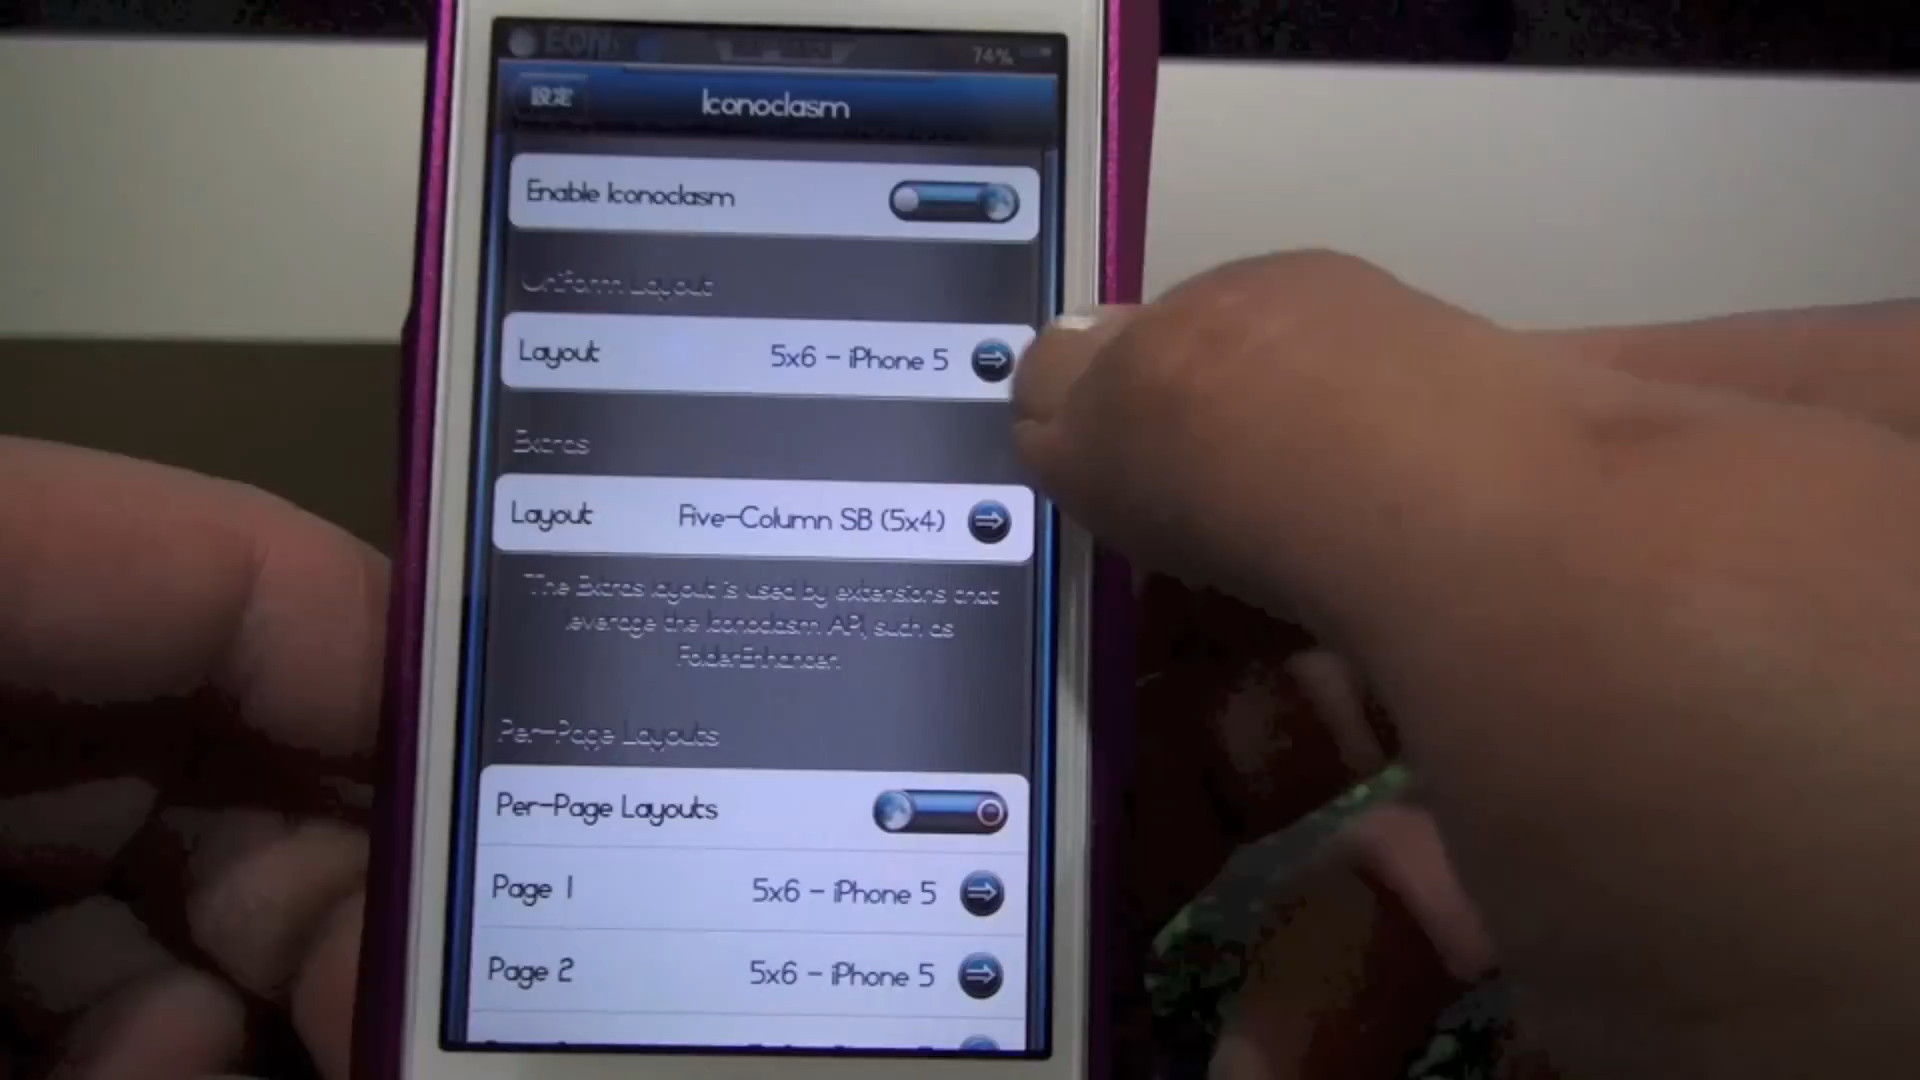 EON
74%
設定
Iconoclasm
Enable Iconoclasm
Uniform Layout
Layout 5x6 - iPhone 5
Extras
Layout Five-Column SB (5x4)
The Extras layout is used by extensions that
leverage the Iconoclasm API, such as
FolderEnhancer.
Per-Page Layouts
Per-Page Layouts
Page 1 5x6 - iPhone 5
Page 2 5x6 - iPhone 5